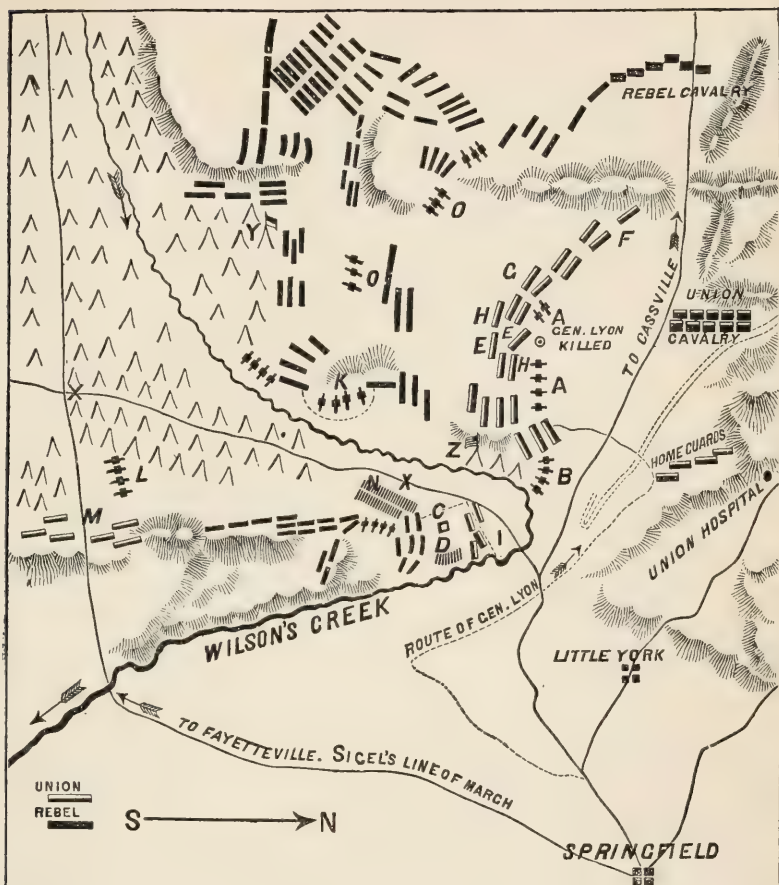 REBEL CAVALRY
O
Y
F
G
O
UNION
CAVALRY
H
A
E
GEN. LYON
KILLED
E
H
TO CASSVILLE
K
A
X
Z
HOME GUARDS
B
L
X
N
C
M
D
I
UNION HOSPITAL
WILSON'S CREEK
ROUTE OF GEN. LYON
LITTLE YORK
TO FAYETTEVILLE. SIGEL'S LINE OF MARCH
UNION
REBEL
S
N
SPRINGFIELD